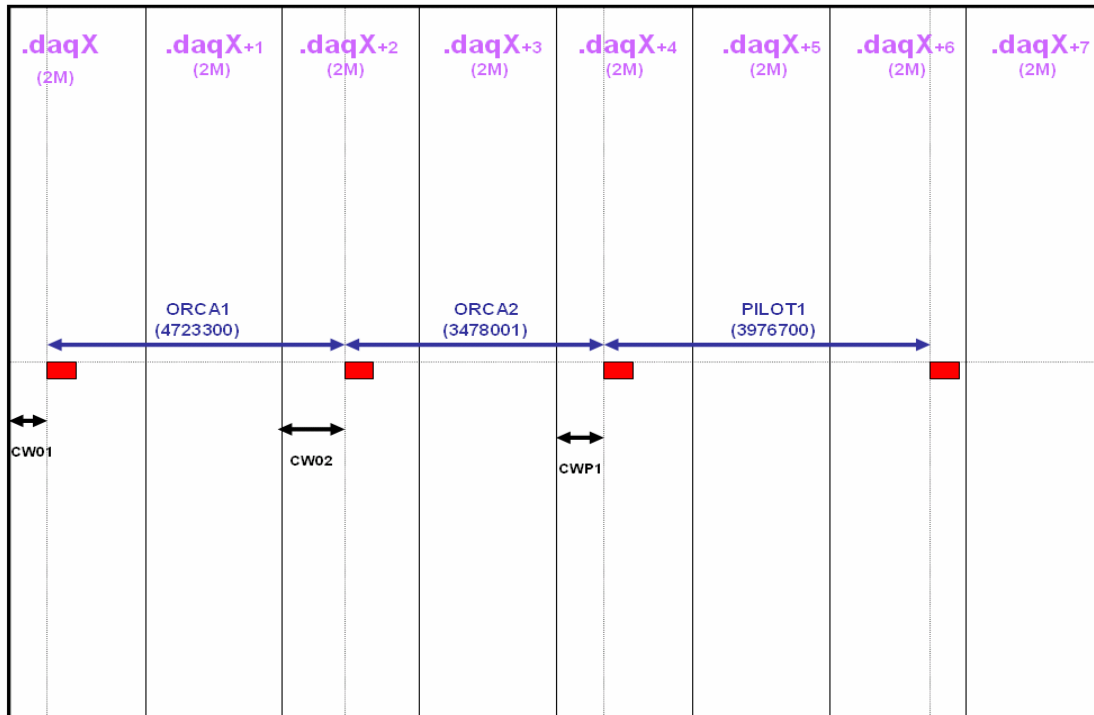 .daqX .daqX+1 .daqX+2 .daqX+3 .daqX+4 .daqX+5 .daqX+6 .daqX+7
(2M) (2M) (2M) (2M) (2M) (2M) (2M) (2M)
ORCA1 ORCA2 PILOT1
(4723300) (3478001) (3976700)
CW01 CW02 CWP1